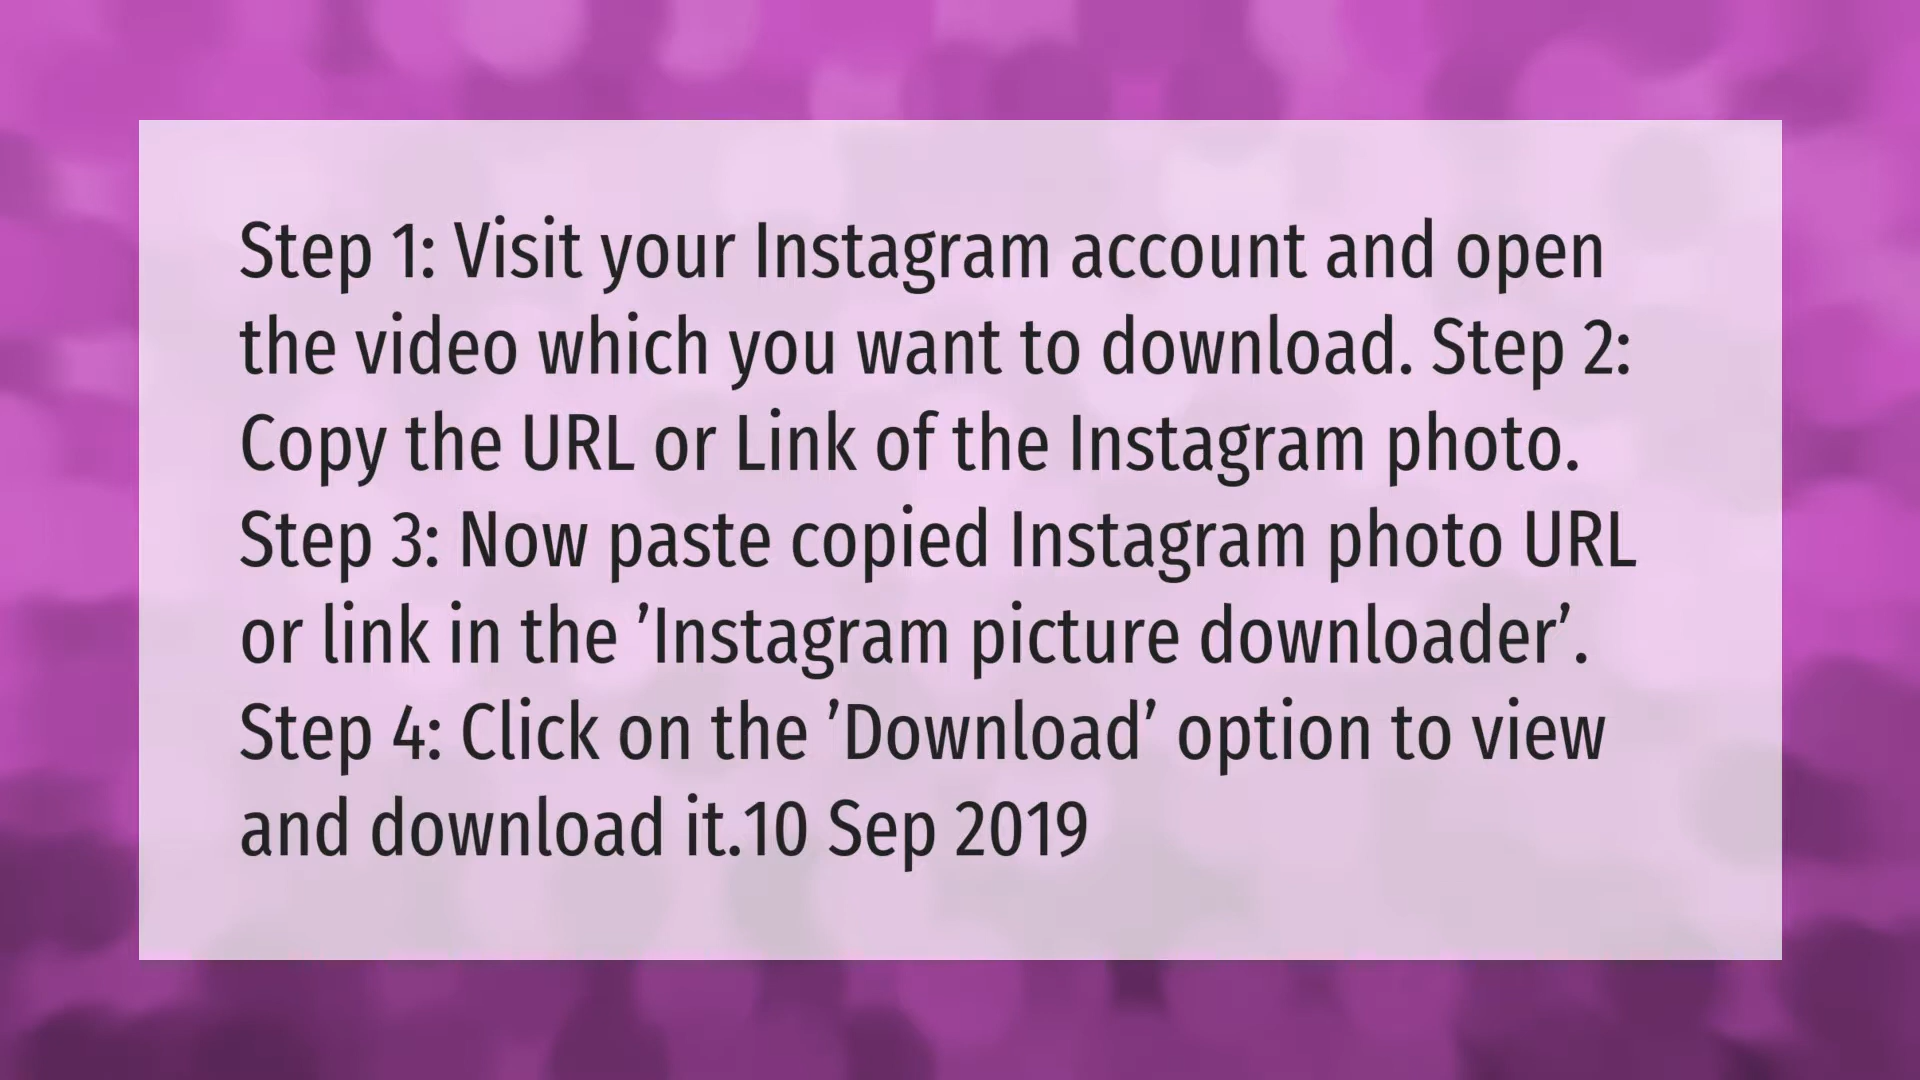 Step 1: Visit your Instagram account and open
the video which you want to download. Step 2:
Copy the URL or Link of the Instagram photo.
Step 3: Now paste copied Instagram photo URL
or link in the ’Instagram picture downloader’.
Step 4: Click on the ’Download’ option to view
and download it.10 Sep 2019